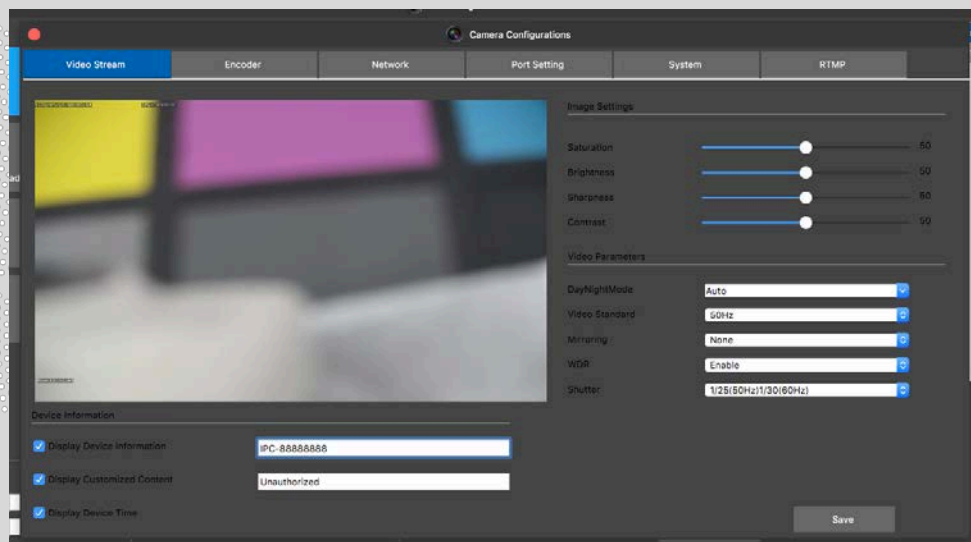 Camera Configurations
Video Stream Encoder Network Port Setting System RTMP
Image Settings
Saturation 50
Brightness 50
Sharpness 50
Contrast 50
Video Parameters
DayNightMode Auto
Video Standard 50Hz
Mirroring None
WDR Enable
Shutter 1/25(50Hz)1/30(60Hz)
Device Information
Display Device Information IPC-88888888
Display Customized Content Unauthorized
Display Device Time
Save